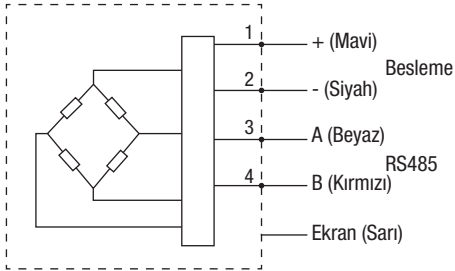 1 + (Mavi)
Besleme
2 - (Siyah)
3 A (Beyaz)
RS485
4 B (Kırmızı)
Ekran (Sarı)